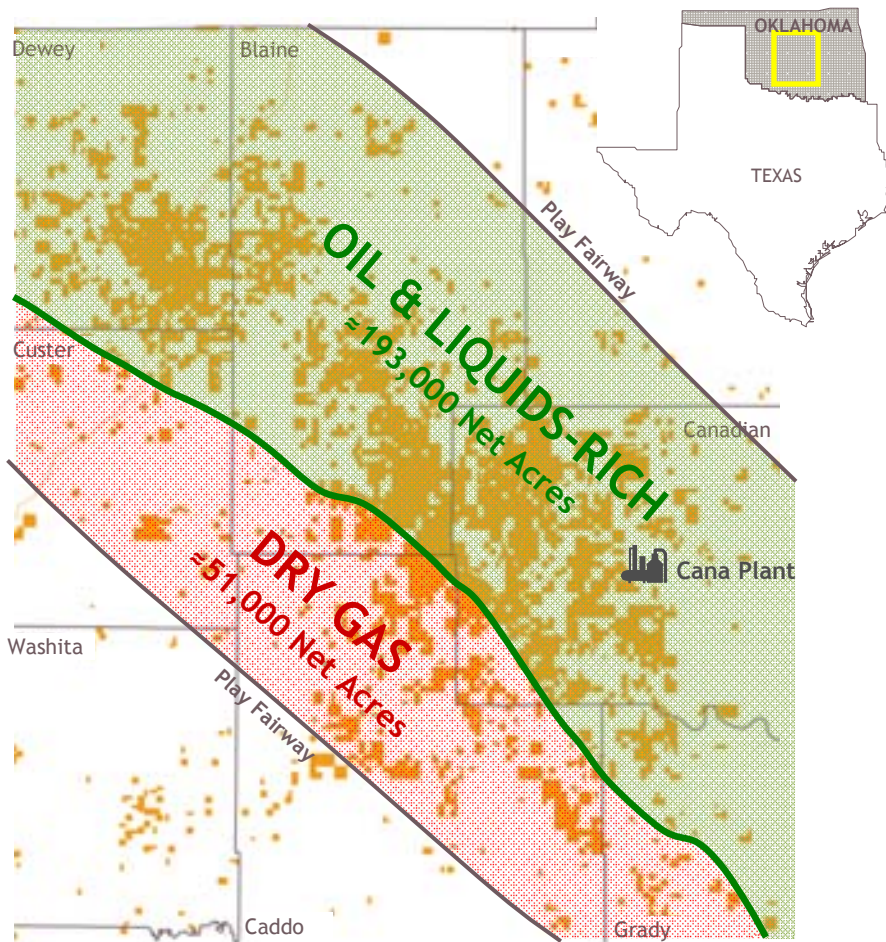 OKLAHOMA
TEXAS
Dewey
Blaine
Play Fairway
OIL & LIQUIDS-RICH
≈193,000 Net Acres
Custer
Canadian
Cana Plant
DRY GAS
≈51,000 Net Acres
Washita
Play Fairway
Caddo
Grady